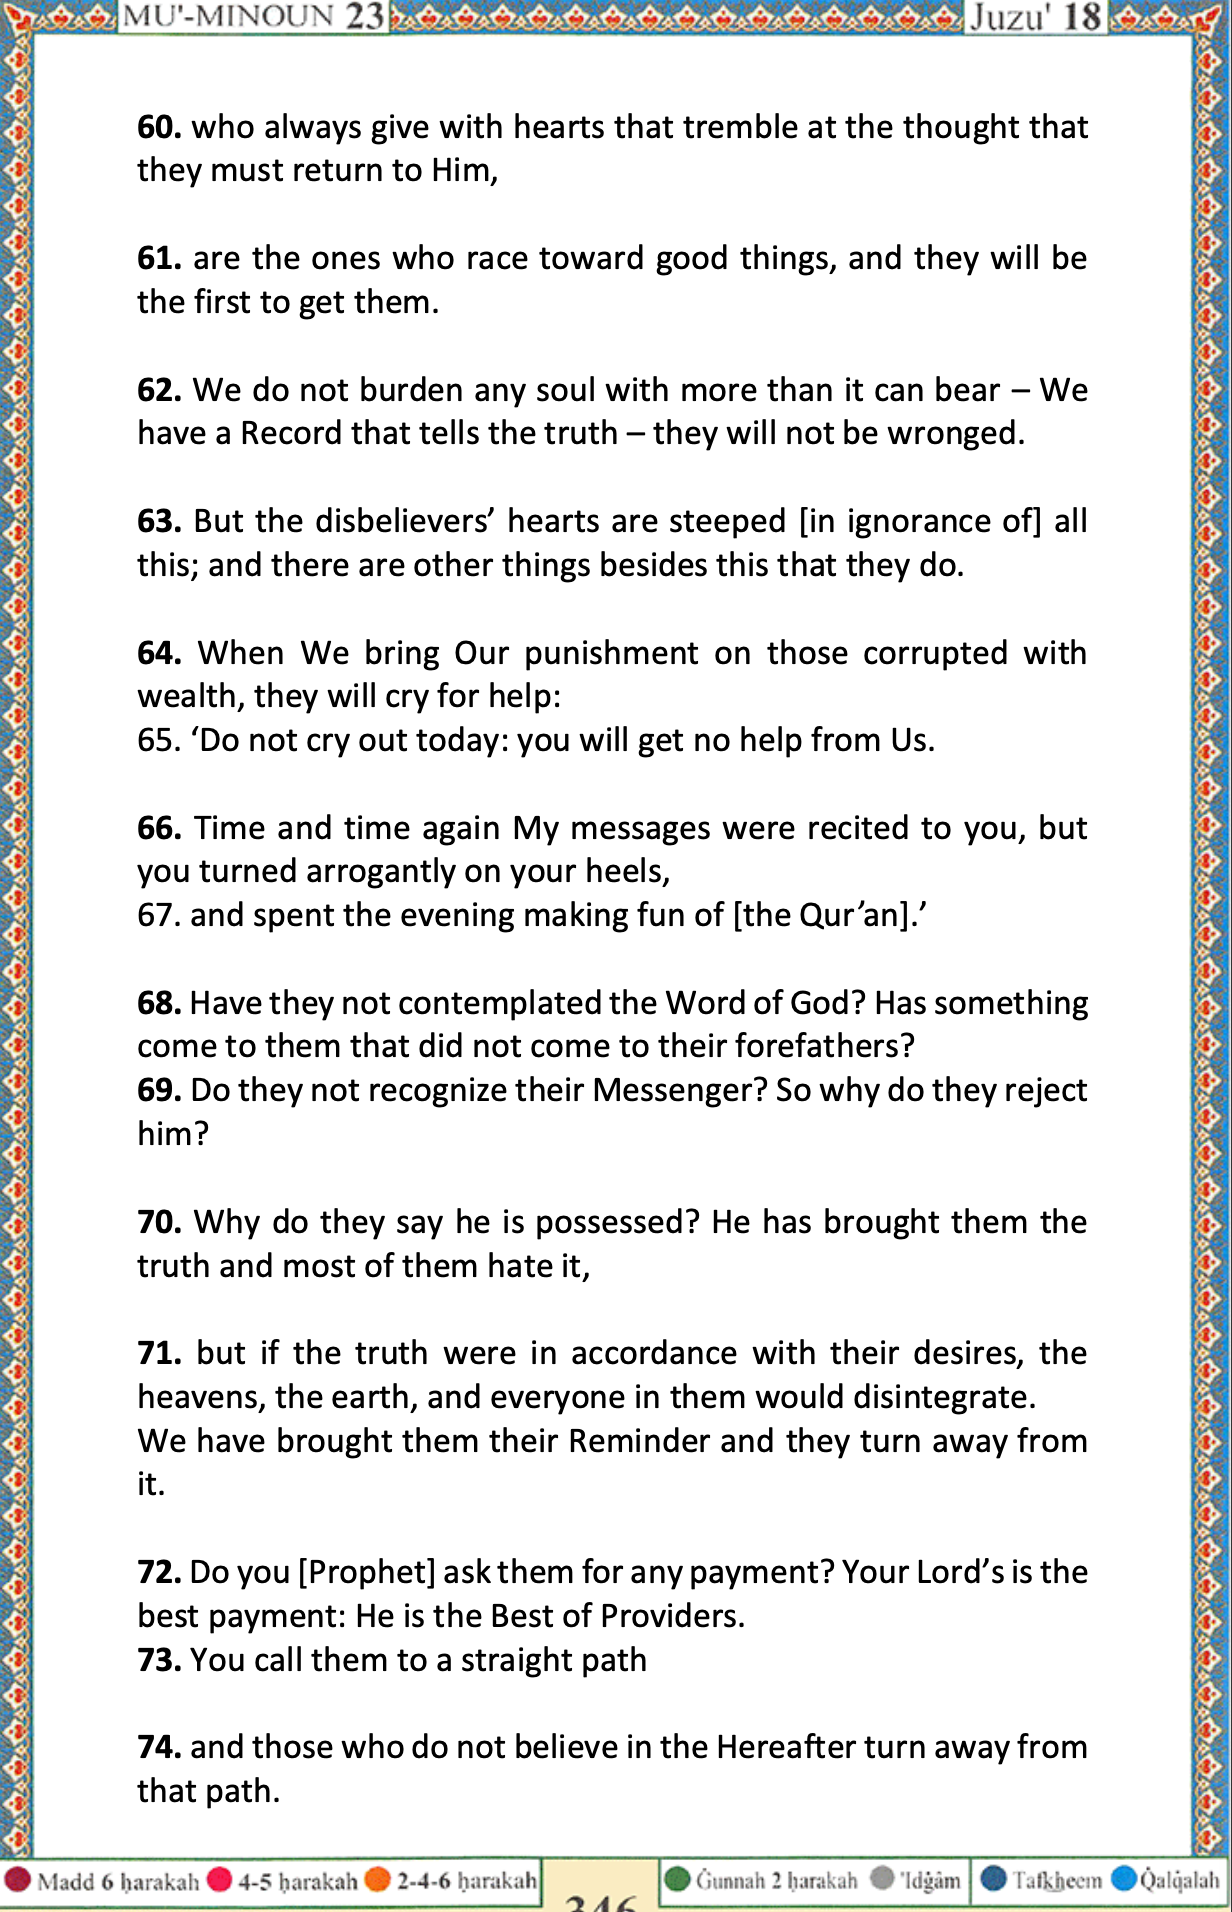 MU'-MINOUN 23 Juzu' 18
60. who always give with hearts that tremble at the thought that
they must return to Him,
61. are the ones who race toward good things, and they will be
the first to get them.
62. We do not burden any soul with more than it can bear – We
have a Record that tells the truth – they will not be wronged.
63. But the disbelievers’ hearts are steeped [in ignorance of] all
this; and there are other things besides this that they do.
64. When We bring Our punishment on those corrupted with
wealth, they will cry for help:
65. ‘Do not cry out today: you will get no help from Us.
66. Time and time again My messages were recited to you, but
you turned arrogantly on your heels,
67. and spent the evening making fun of [the Qur’an].’
68. Have they not contemplated the Word of God? Has something
come to them that did not come to their forefathers?
69. Do they not recognize their Messenger? So why do they reject
him?
70. Why do they say he is possessed? He has brought them the
truth and most of them hate it,
71. but if the truth were in accordance with their desires, the
heavens, the earth, and everyone in them would disintegrate.
We have brought them their Reminder and they turn away from
it.
72. Do you [Prophet] ask them for any payment? Your Lord’s is the
best payment: He is the Best of Providers.
73. You call them to a straight path
74. and those who do not believe in the Hereafter turn away from
that path.
Madd 6 ḥarakah 4-5 ḥarakah 2-4-6 ḥarakah 346 Ġunnah 2 ḥarakah 'Idġâm Tafkheem Q̇alq̇alah